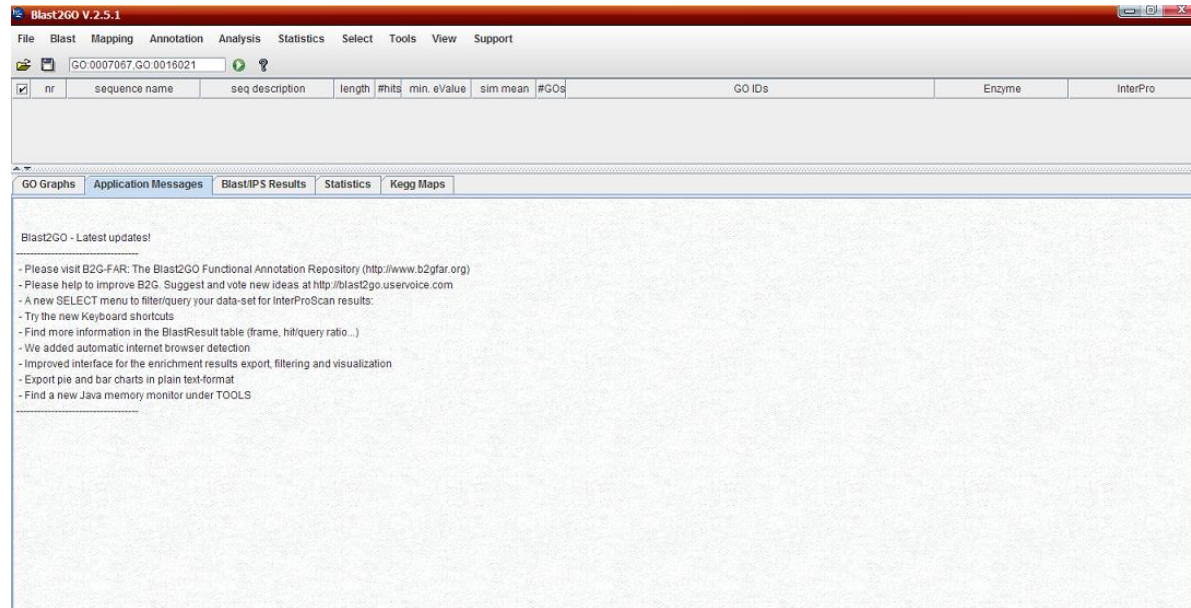 Blast2GO V.2.5.1
File Blast Mapping Annotation Analysis Statistics Select Tools View Support
GO:0007067,GO:0016021
nr sequence name seq description length #hits min. eValue sim mean #GOs GO IDs Enzyme InterPro
GO Graphs Application Messages Blast/IPS Results Statistics Kegg Maps
Blast2GO - Latest updates!
-----------------------------------
- Please visit B2G-FAR: The Blast2GO Functional Annotation Repository (http://www.b2gfar.org)
- Please help to improve B2G. Suggest and vote new ideas at http://blast2go.uservoice.com
- A new SELECT menu to filter/query your data-set for InterProScan results:
- Try the new Keyboard shortcuts
- Find more information in the BlastResult table (frame, hit/query ratio...)
- We added automatic internet browser detection
- Improved interface for the enrichment results export, filtering and visualization
- Export pie and bar charts in plain text-format
- Find a new Java memory monitor under TOOLS
-----------------------------------